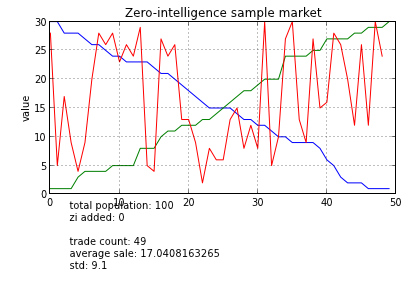 Zero-intelligence sample market
30
25
20
15
10
5
0
value
0 10 20 30 40 50
total population: 100
zi added: 0
trade count: 49
average sale: 17.0408163265
std: 9.1